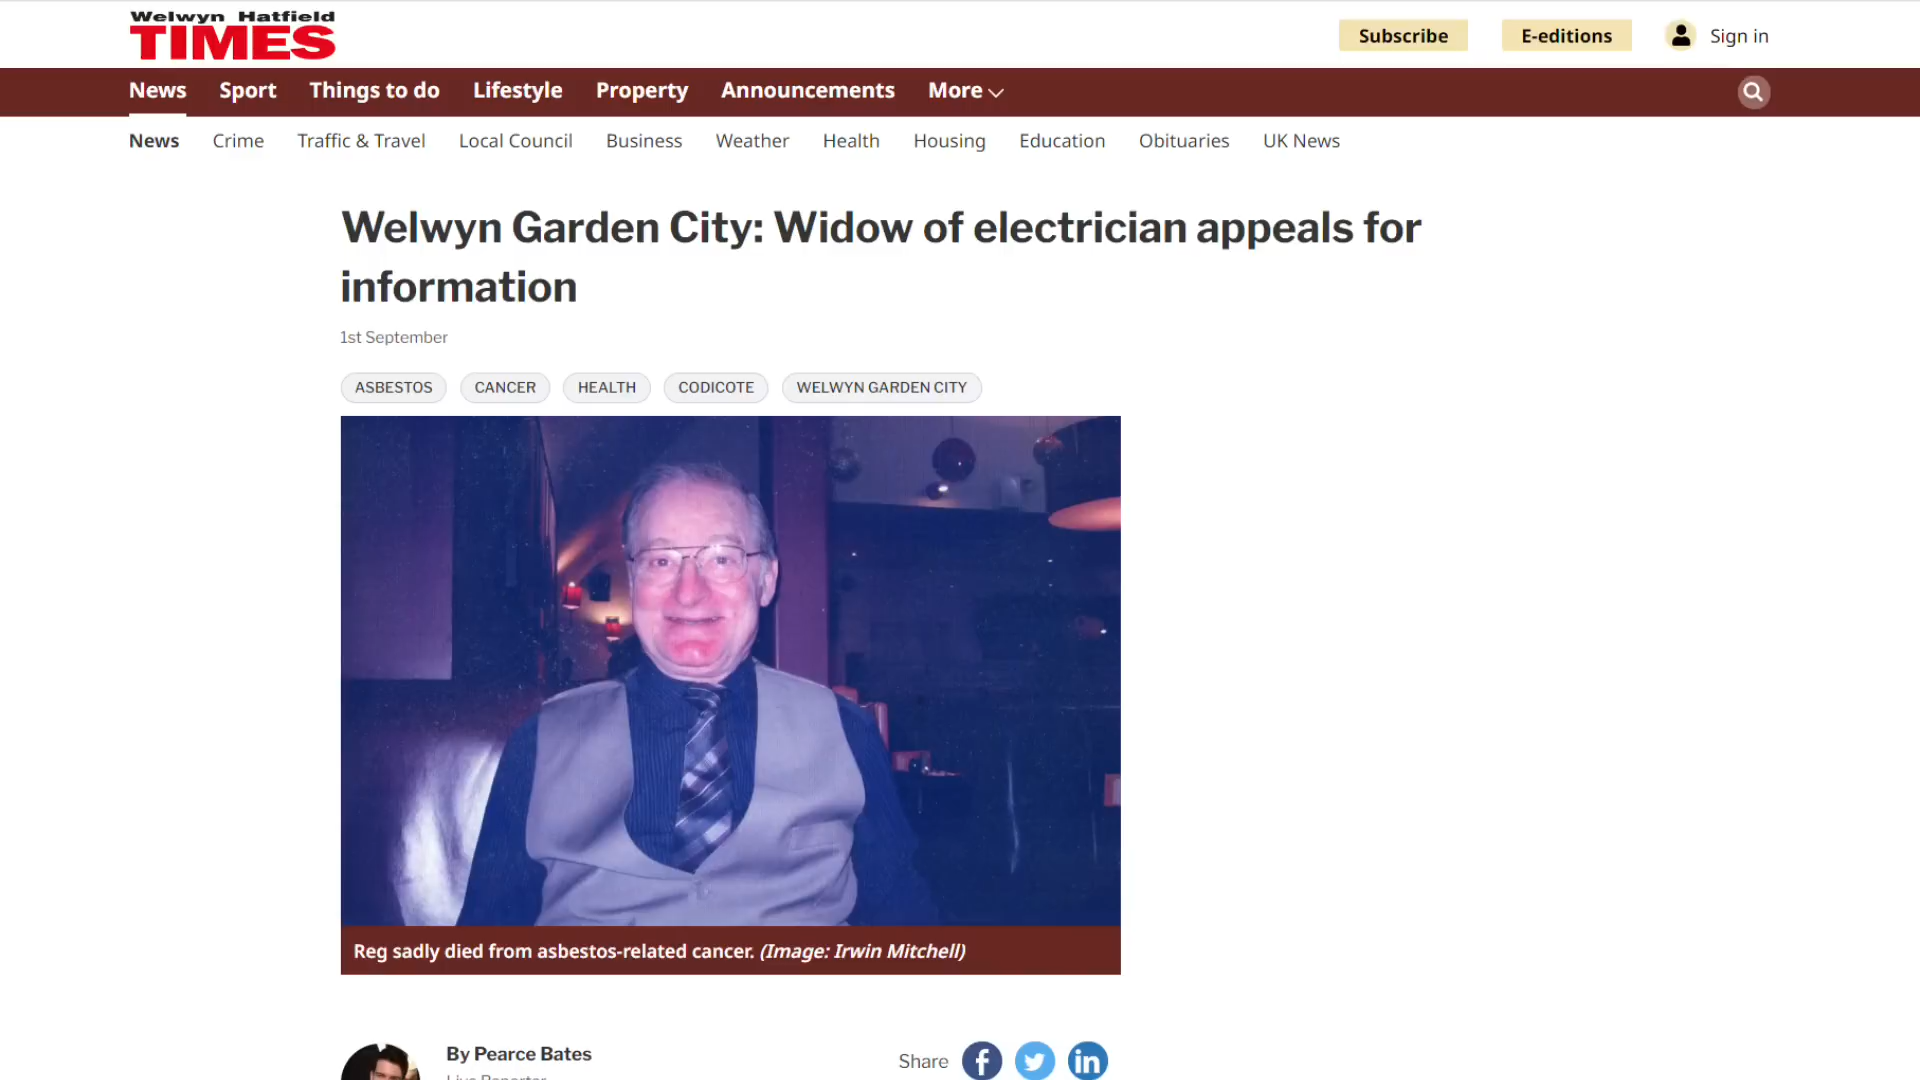 Welwyn Hatfield
TIMES
Subscribe
E-editions
Sign in
News
Sport
Things to do
Lifestyle
Property
Announcements
More
News
Crime
Traffic & Travel
Local Council
Business
Weather
Health
Housing
Education
Obituaries
UK News
Welwyn Garden City: Widow of electrician appeals for
information
1st September
ASBESTOS
CANCER
HEALTH
CODICOTE
WELWYN GARDEN CITY
Reg sadly died from asbestos-related cancer. (Image: Irwin Mitchell)
By Pearce Bates
Live Reporter
Share